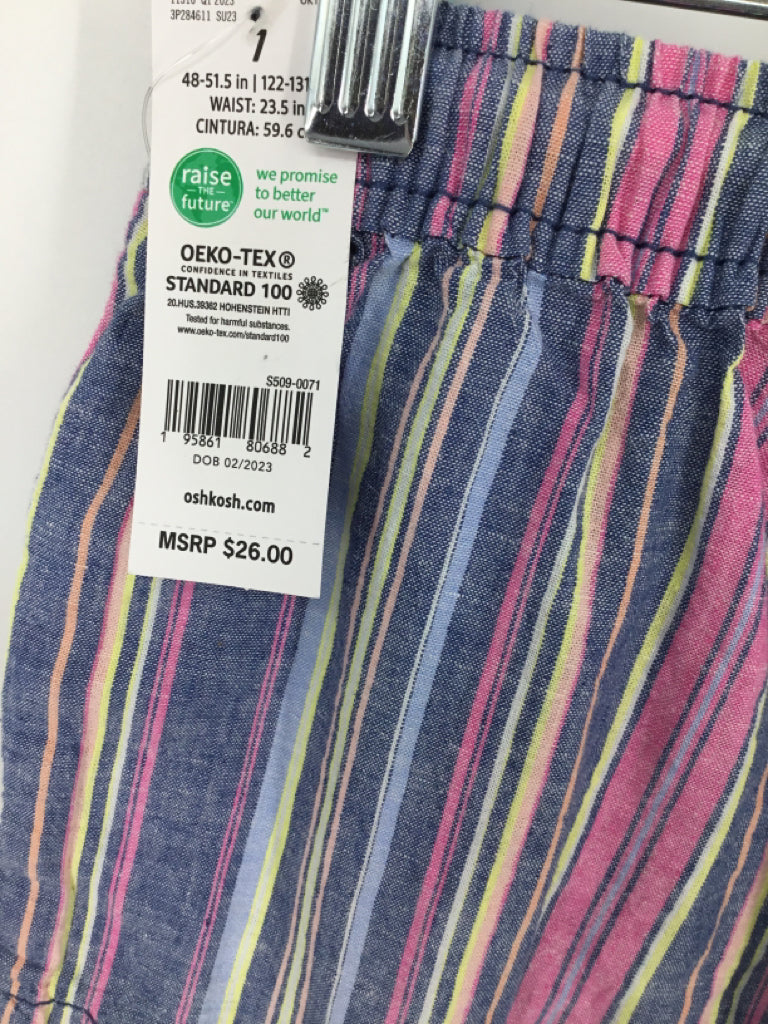 3P284611 SU23
1
48-51.5 in | 122-131
WAIST: 23.5 in
CINTURA: 59.6 c
raise
THE
future™
we promise
to better
our world™
OEKO-TEX®
CONFIDENCE IN TEXTILES
STANDARD 100
20.HUS.39362 HOHENSTEIN HTTI
Tested for harmful substances.
www.oeko-tex.com/standard100
S509-0071
1 95861 80688 2
DOB 02/2023
oshkosh.com
MSRP $26.00